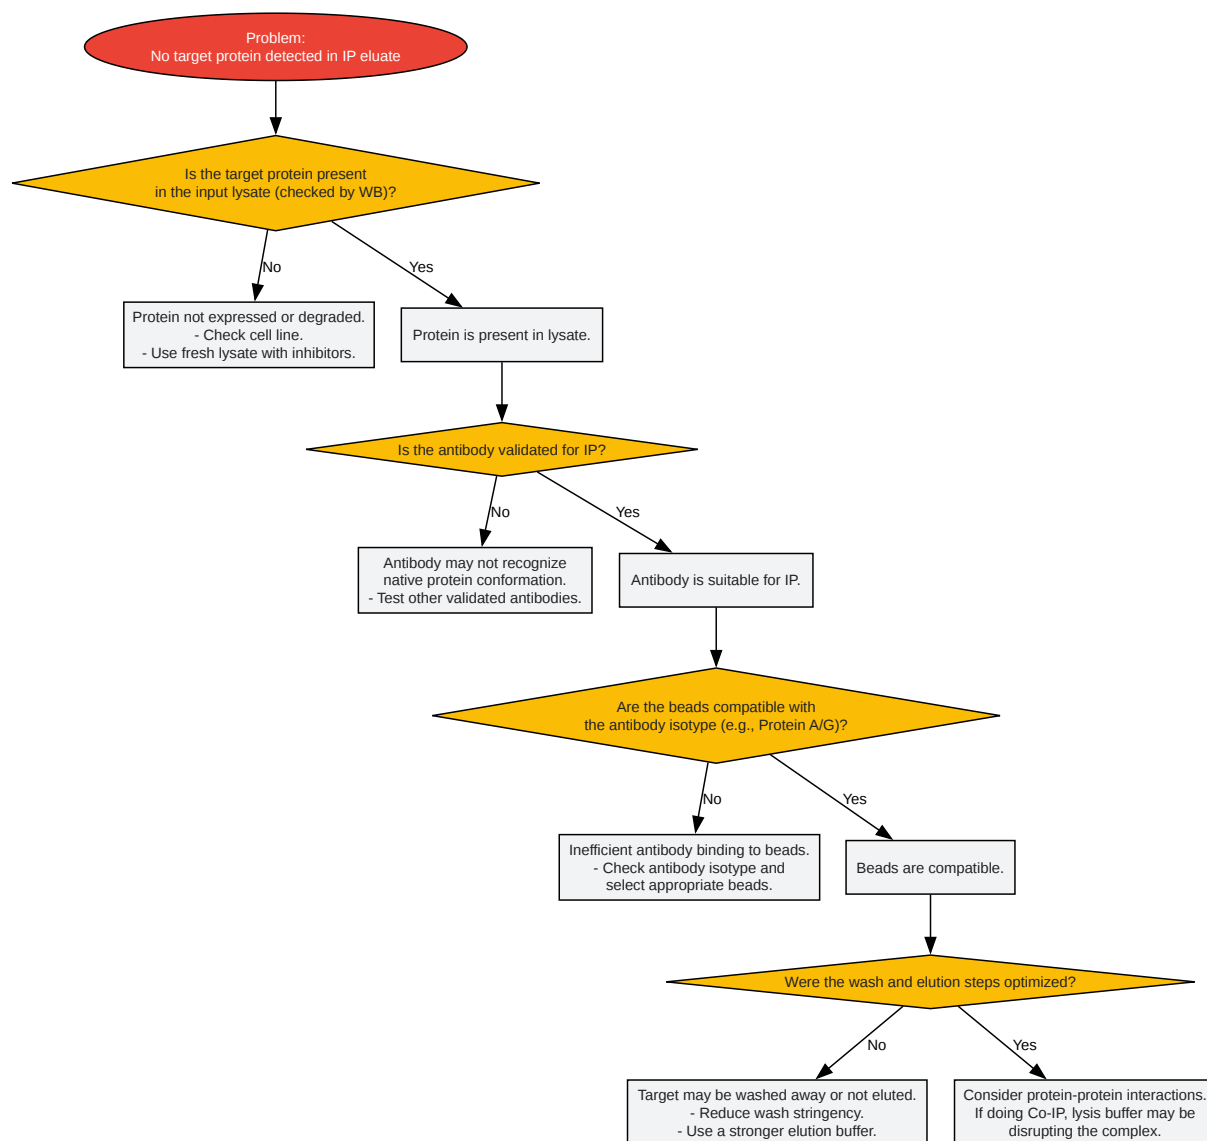 Problem:
No target protein detected in IP eluate
Is the target protein present
in the input lysate (checked by WB)?
No
Yes
Protein not expressed or degraded.
- Check cell line.
- Use fresh lysate with inhibitors.
Protein is present in lysate.
Is the antibody validated for IP?
No
Yes
Antibody may not recognize
native protein conformation.
- Test other validated antibodies.
Antibody is suitable for IP.
Are the beads compatible with
the antibody isotype (e.g., Protein A/G)?
No
Yes
Inefficient antibody binding to beads.
- Check antibody isotype and
select appropriate beads.
Beads are compatible.
Were the wash and elution steps optimized?
No
Yes
Target may be washed away or not eluted.
- Reduce wash stringency.
- Use a stronger elution buffer.
Consider protein-protein interactions.
If doing Co-IP, lysis buffer may be
disrupting the complex.